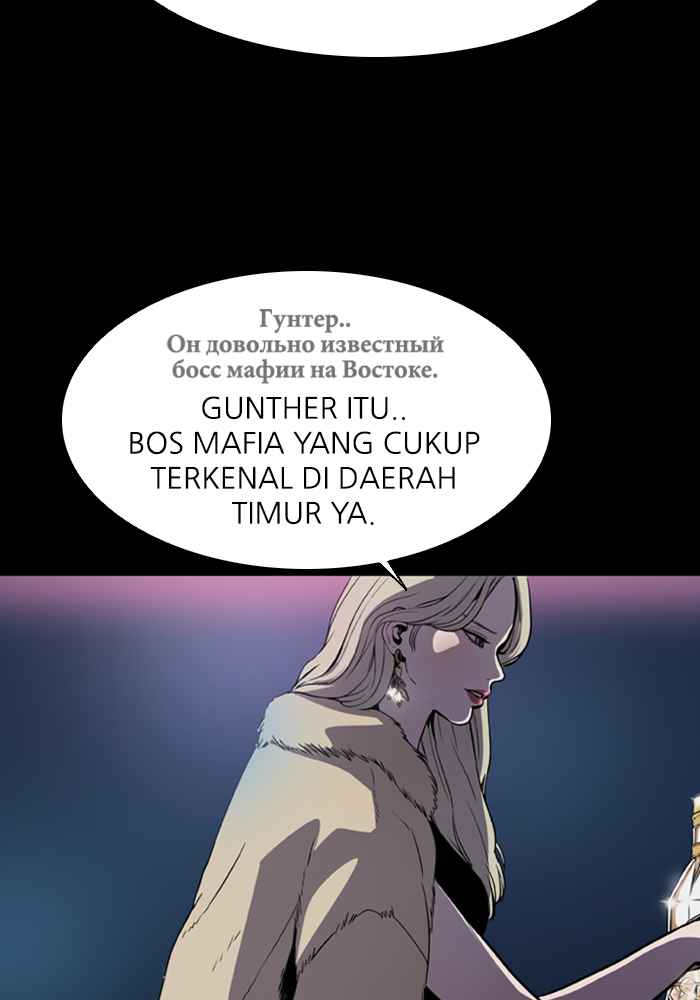 Гунтер..
Он довольно известный
босс мафии на Востоке.
GUNTHER ITU..
BOS MAFIA YANG CUKUP
TERKENAL DI DAERAH
TIMUR YA.